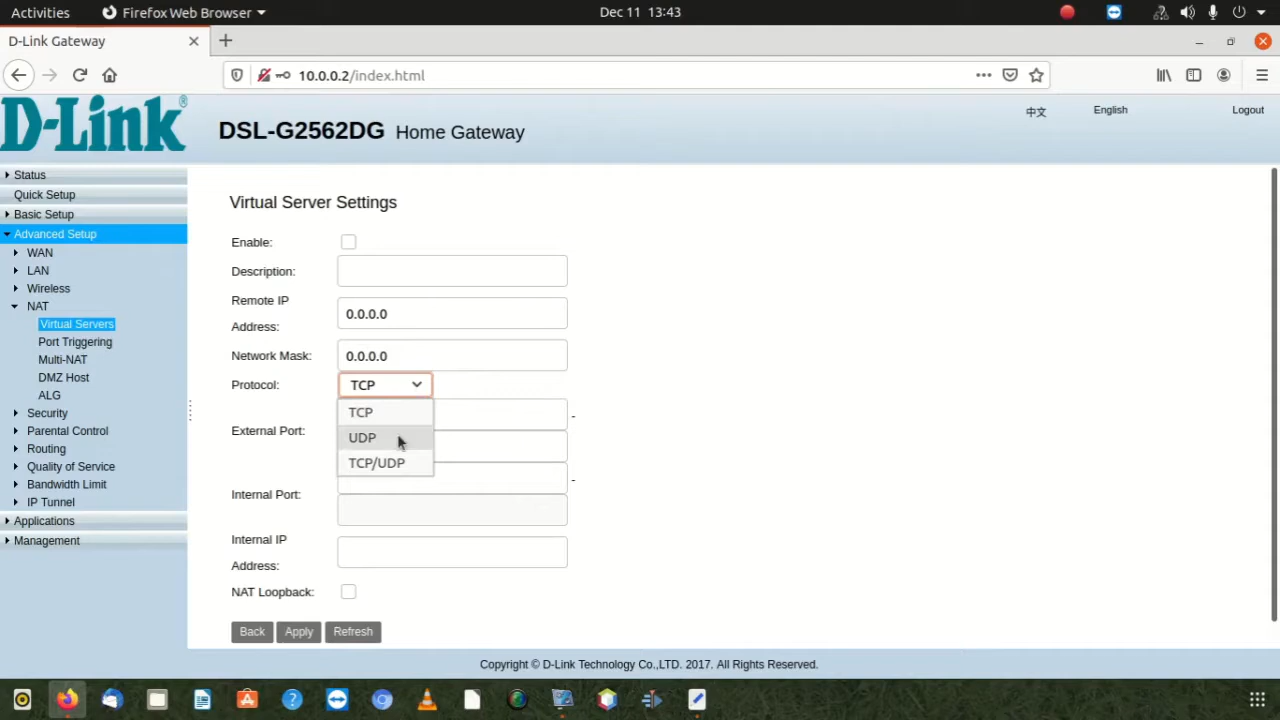 Activities
Firefox Web Browser
Dec 11 13:43
D-Link Gateway
10.0.0.2/index.html
D-Link®
DSL-G2562DG Home Gateway
中文
English
Logout
Status
Quick Setup
Basic Setup
Advanced Setup
WAN
LAN
Wireless
NAT
Virtual Servers
Port Triggering
Multi-NAT
DMZ Host
ALG
Security
Parental Control
Routing
Quality of Service
Bandwidth Limit
IP Tunnel
Applications
Management
Virtual Server Settings
Enable:
Description:
Remote IP
Address:
0.0.0.0
Network Mask:
0.0.0.0
Protocol:
TCP
TCP
UDP
TCP/UDP
External Port:
-
Internal Port:
-
Internal IP
Address:
NAT Loopback:
Back
Apply
Refresh
Copyright © D-Link Technology Co.,LTD. 2017. All Rights Reserved.